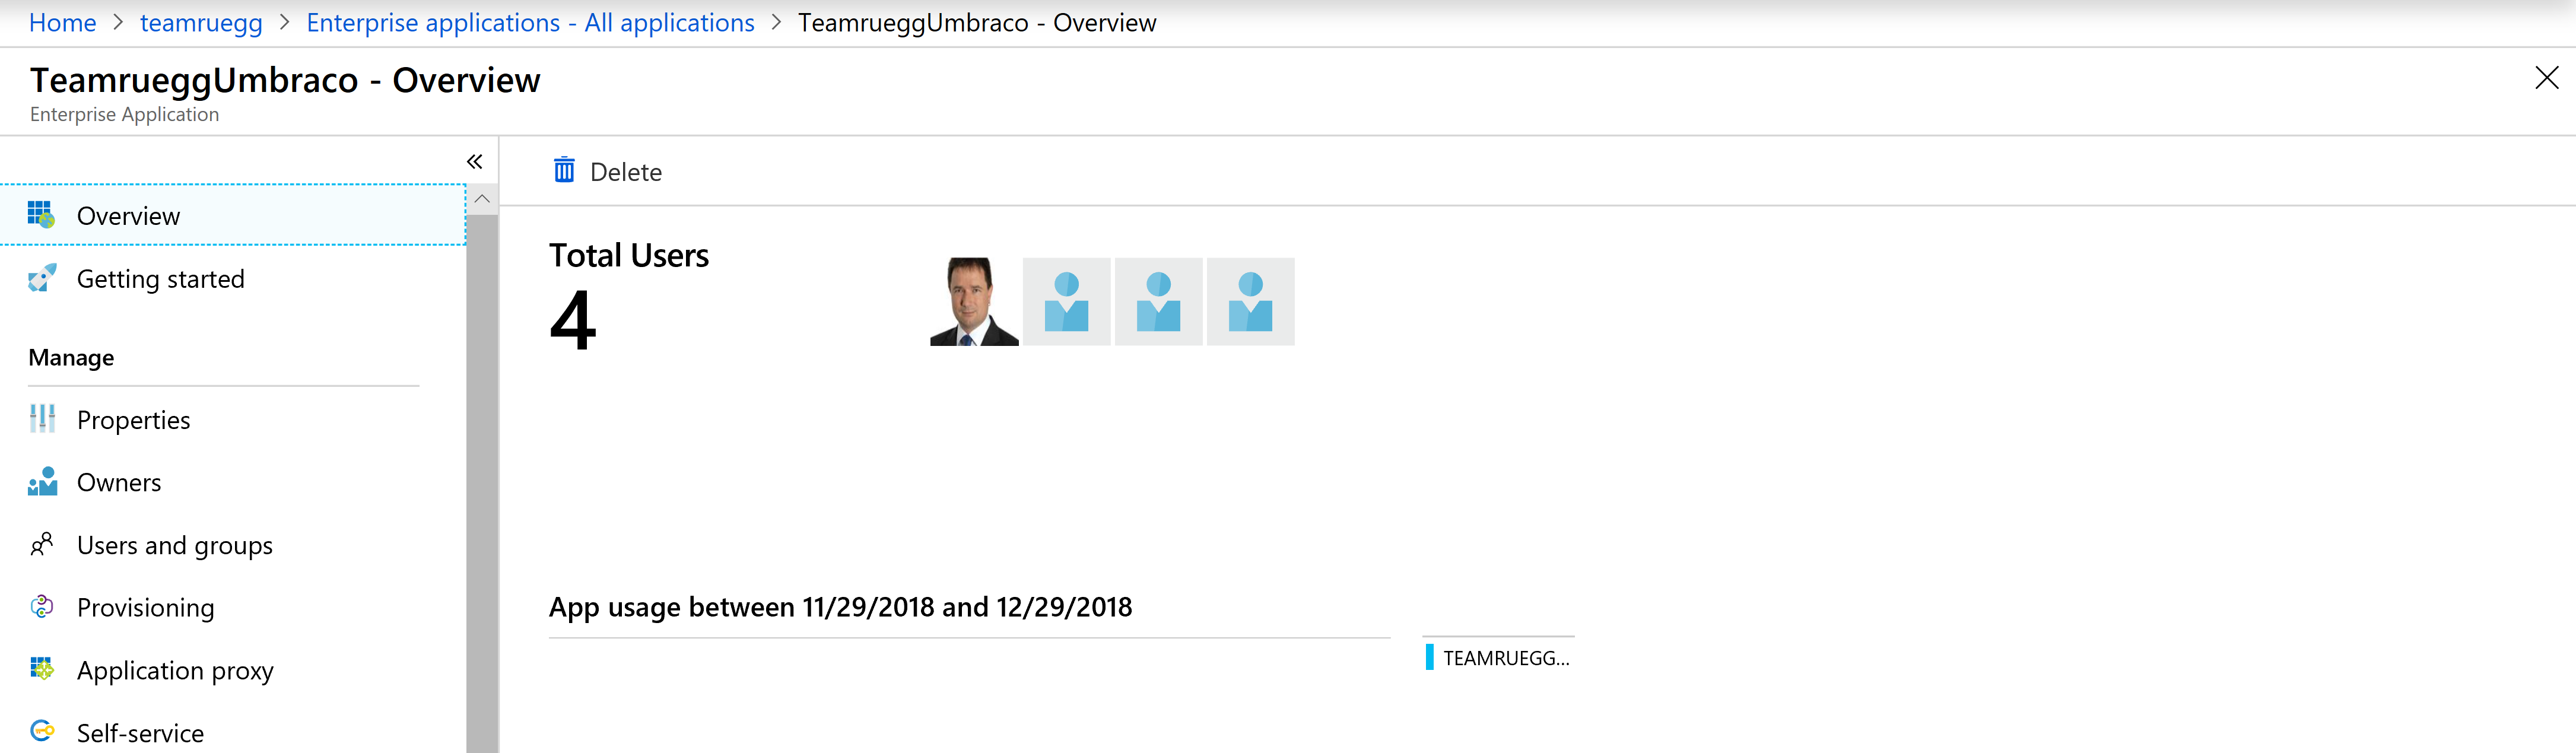 Home > teamruegg > Enterprise applications - All applications > TeamrueggUmbraco - Overview
TeamrueggUmbraco - Overview
Enterprise Application
Overview
Getting started
Manage
Properties
Owners
Users and groups
Provisioning
Application proxy
Self-service
Delete
Total Users
4
App usage between 11/29/2018 and 12/29/2018
TEAMRUEGG...